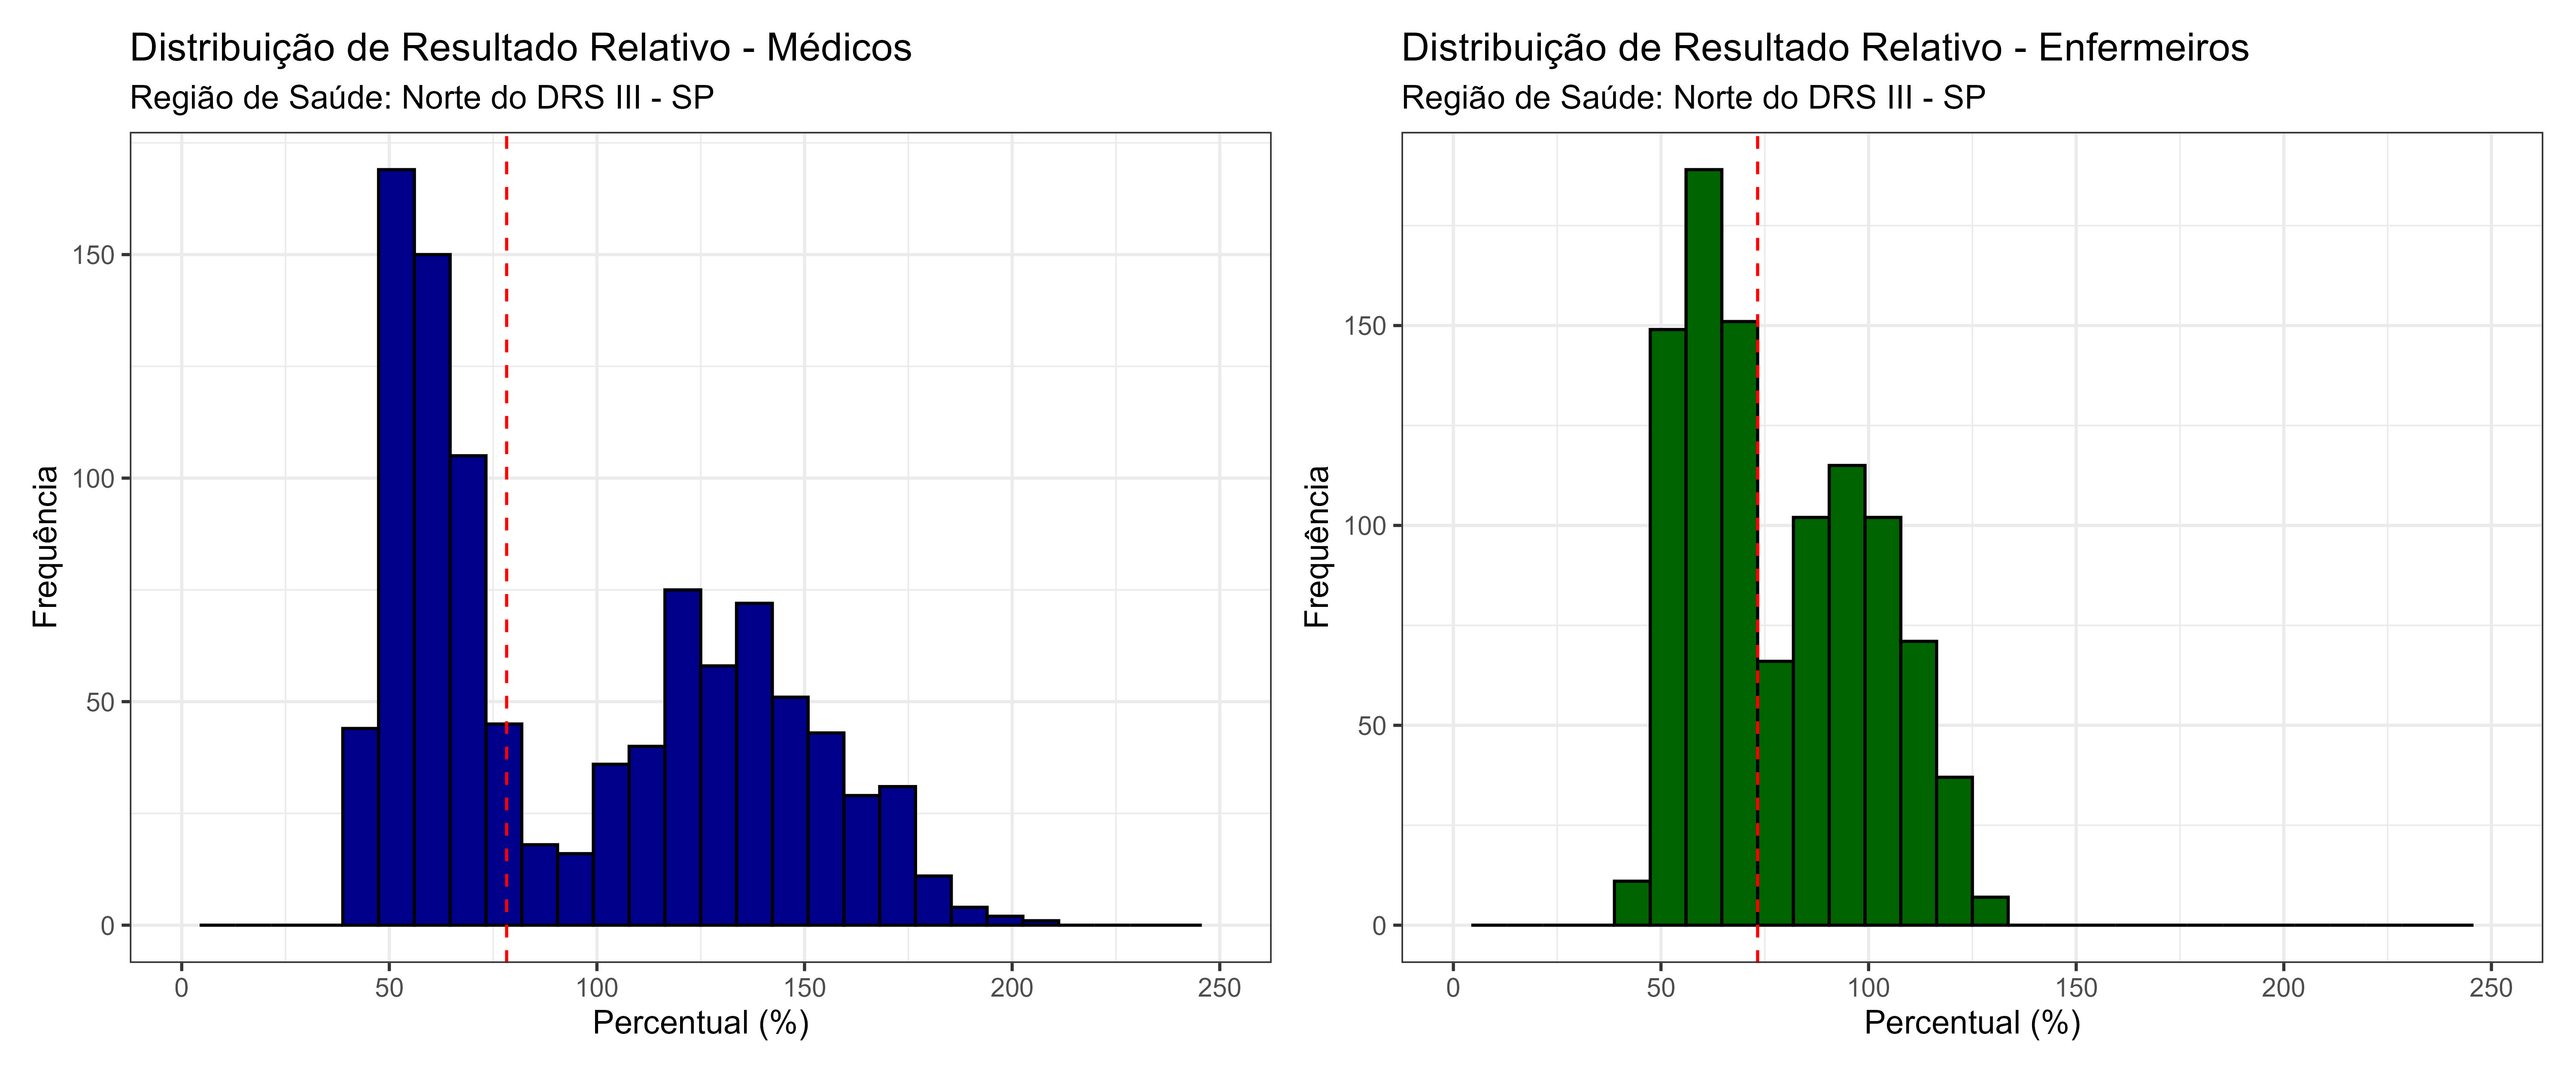 Distribuição de Resultado Relativo - Médicos
Região de Saúde: Norte do DRS III - SP
Frequência
150
100
50
0
0 50 100 150 200 250
Percentual (%)
Distribuição de Resultado Relativo - Enfermeiros
Região de Saúde: Norte do DRS III - SP
Frequência
150
100
50
0
0 50 100 150 200 250
Percentual (%)